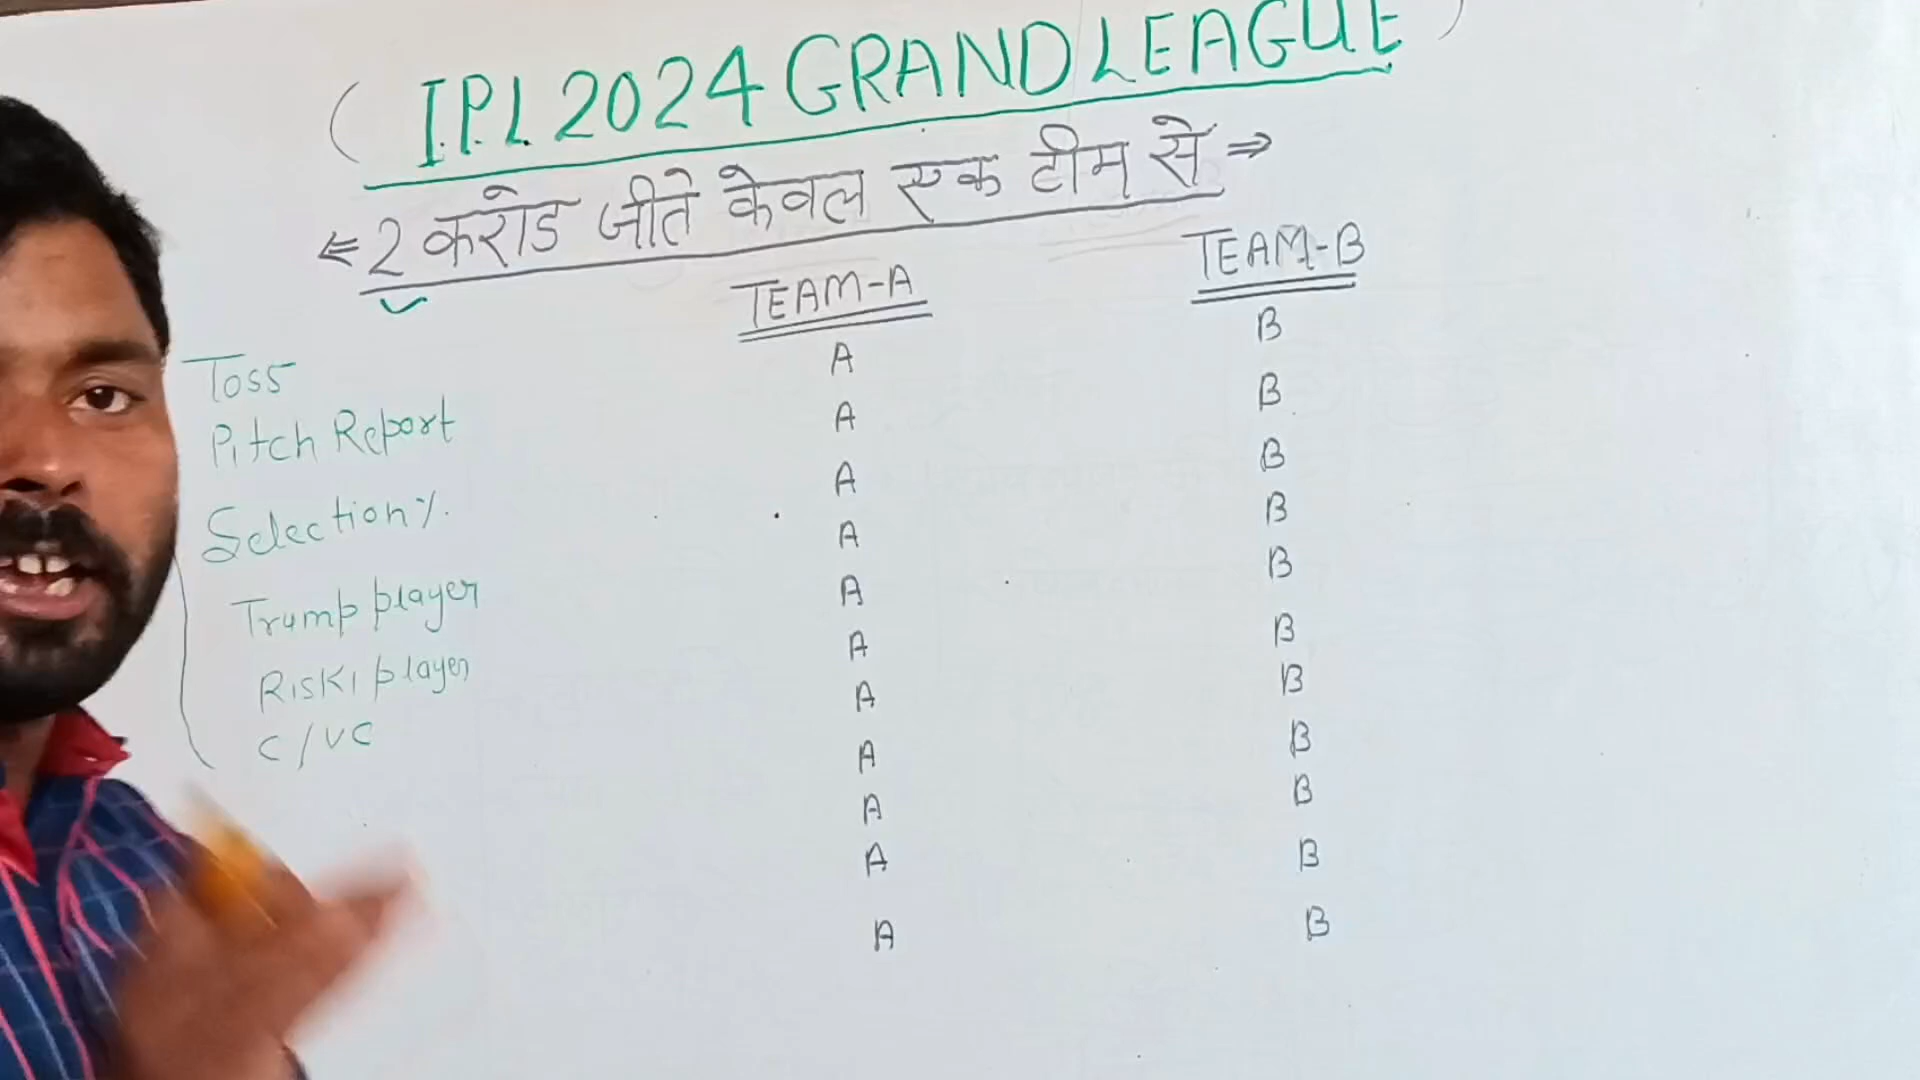 ( I.P.L 2024 GRAND LEAGUE )
⇐ 2 करोड जीते केवल एक टीम से ⇒
TEAM-A TEAM-B
Toss A B
Pitch Report A B
Selection%. A B
A B
Trump player A B
A B
Riski player A B
C/VC A B
A B
A B
A B